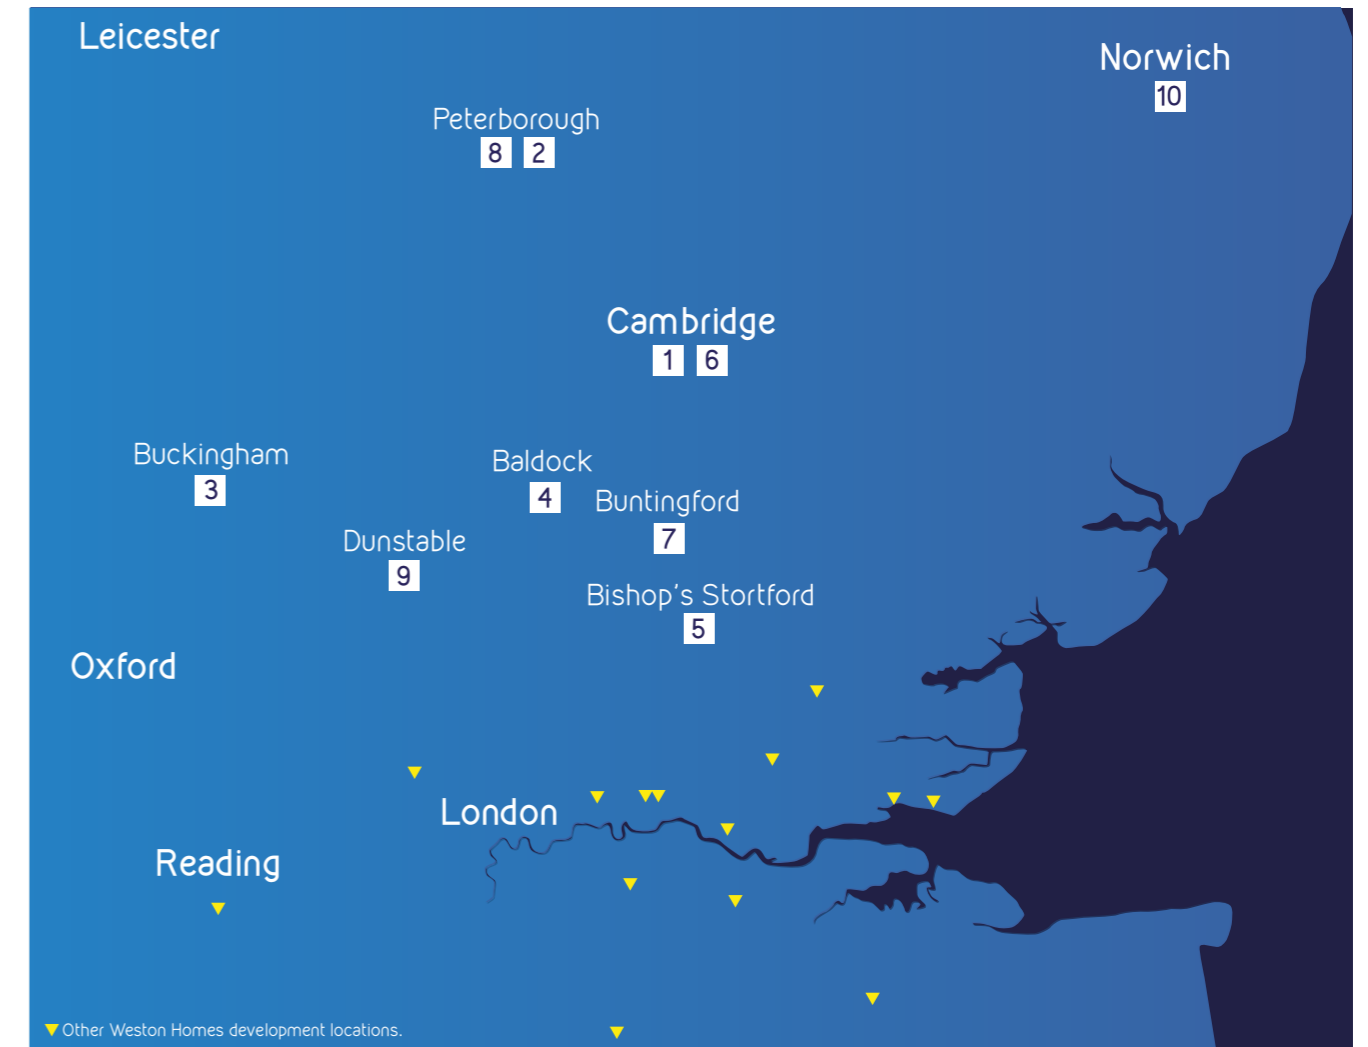 Leicester
Norwich
10
Peterborough
8 2
Cambridge
1 6
Buckingham
3
Baldock
4
Buntingford
7
Dunstable
9
Bishop's Stortford
5
Oxford
London
Reading
Other Weston Homes development locations.